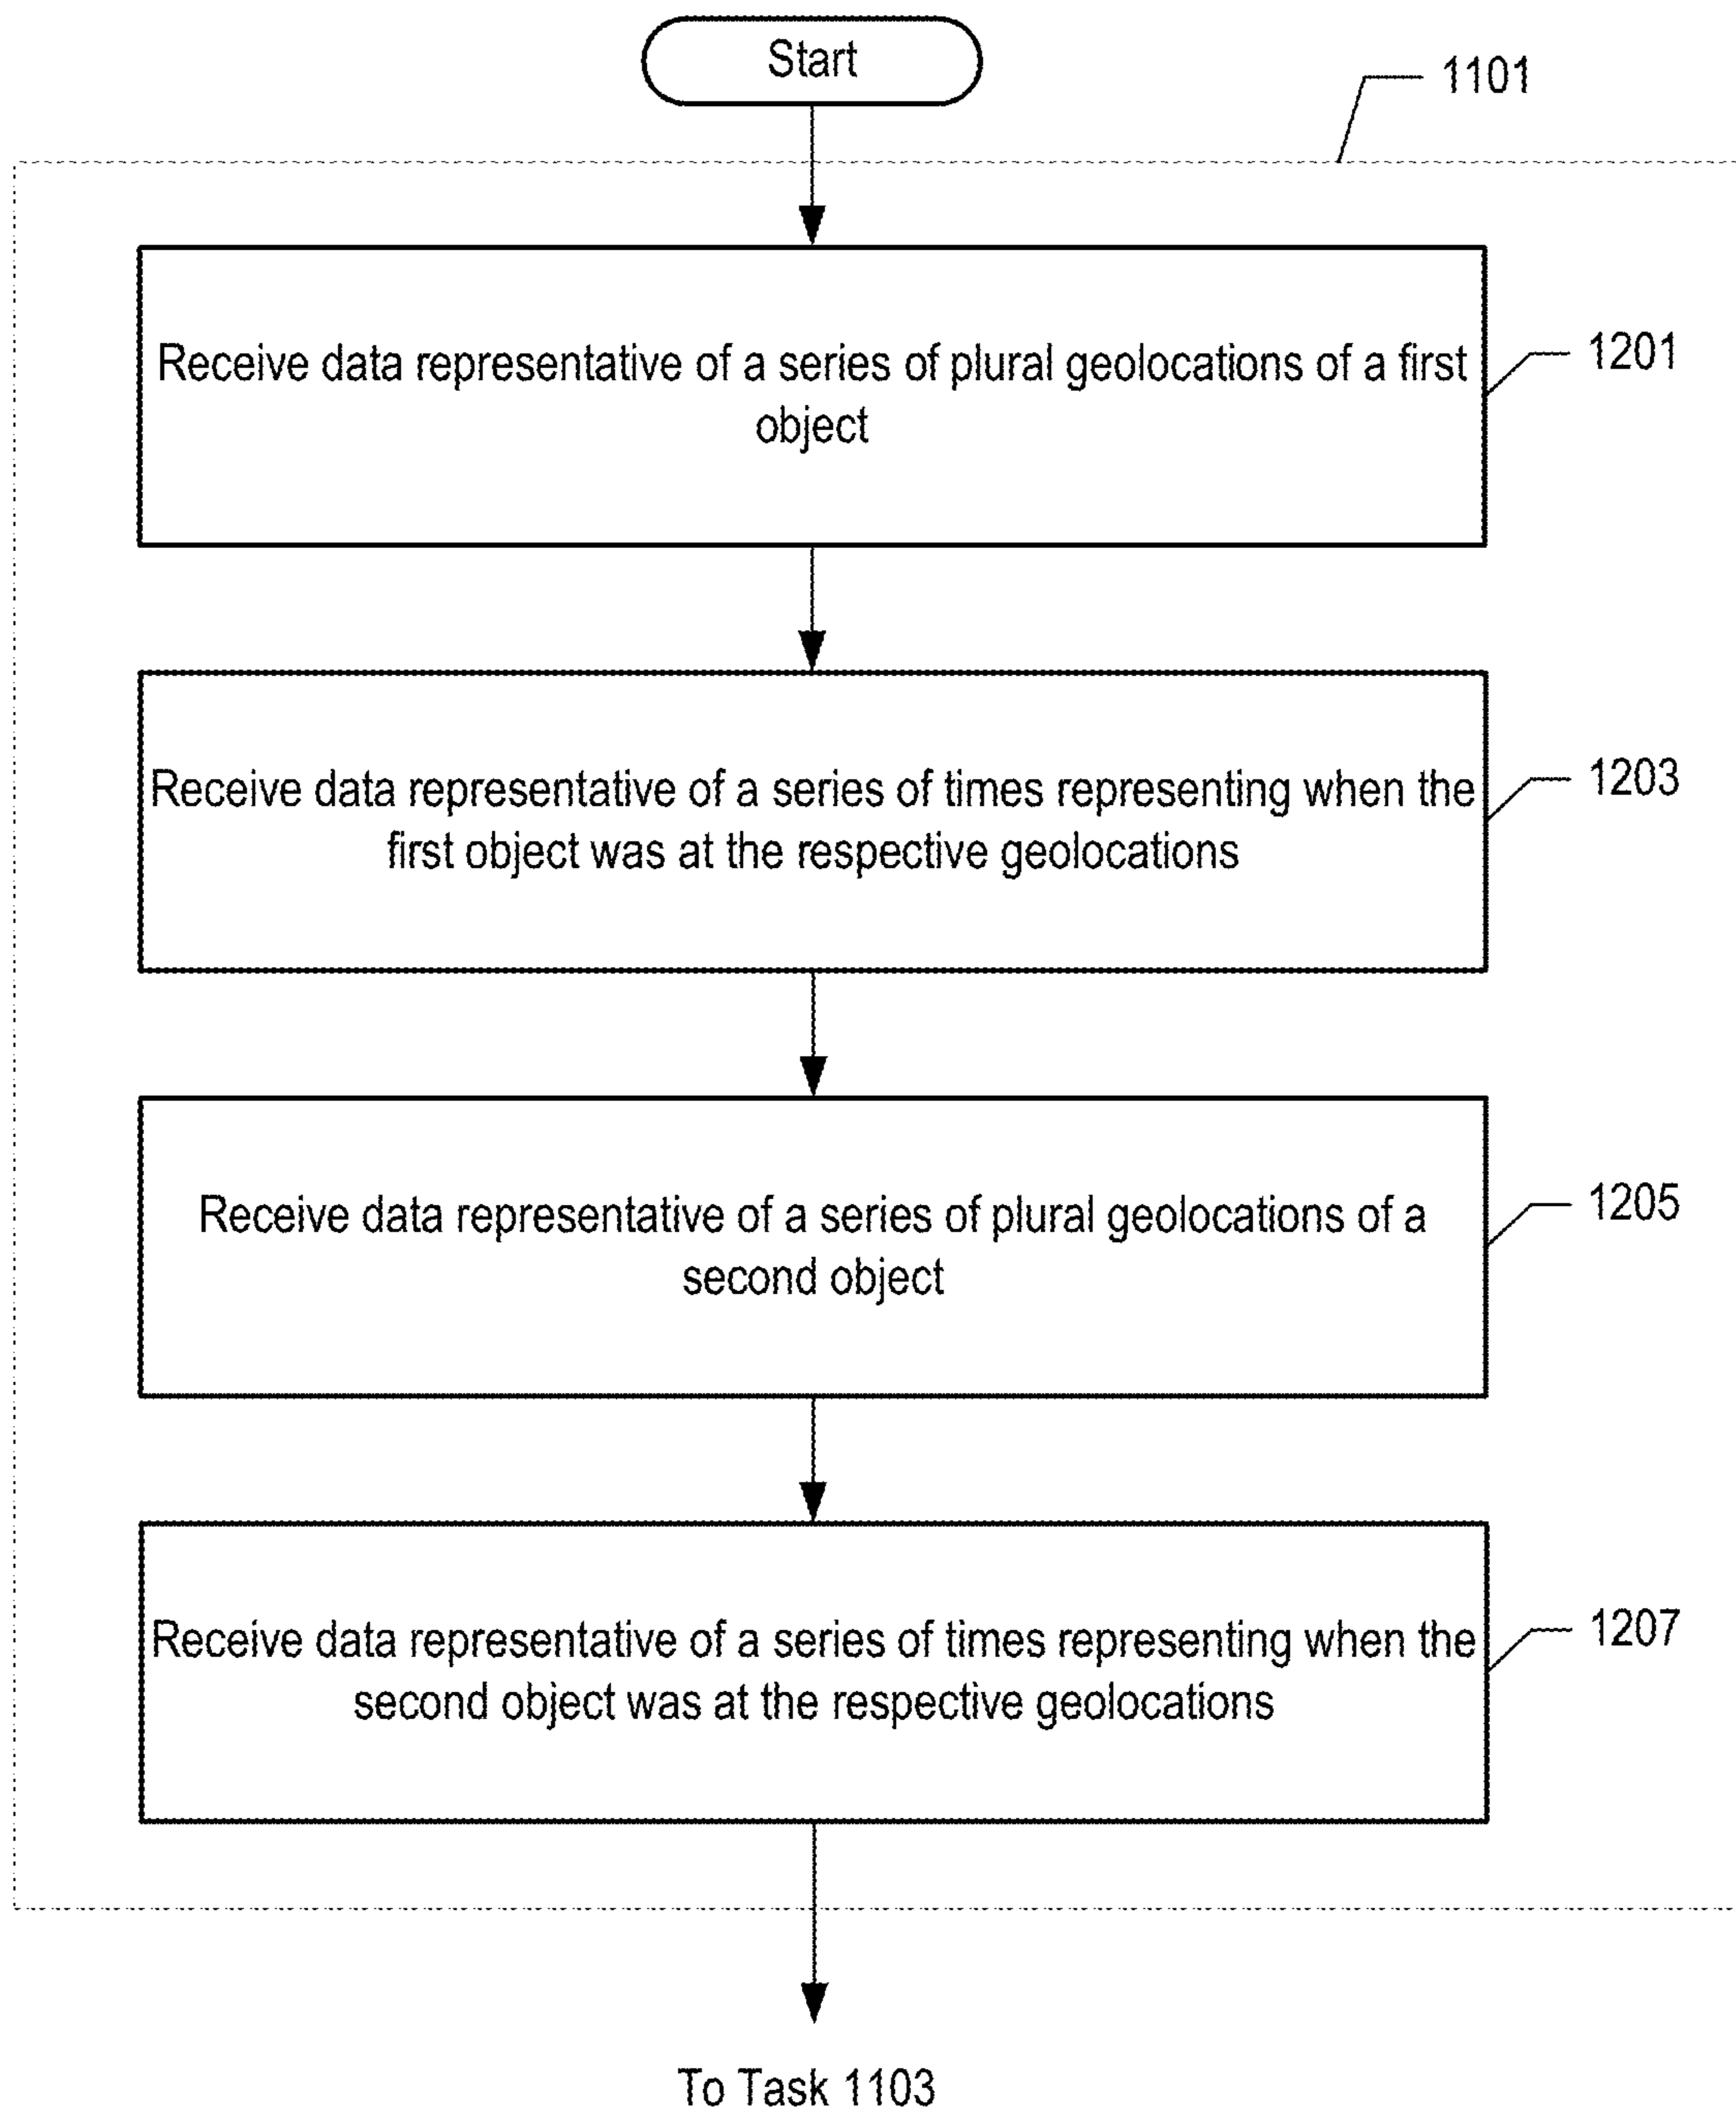 Start
1101
Receive data representative of a series of plural geolocations of a first
object
1201
Receive data representative of a series of times representing when the
first object was at the respective geolocations
1203
Receive data representative of a series of plural geolocations of a
second object
1205
Receive data representative of a series of times representing when the
second object was at the respective geolocations
1207
To Task 1103